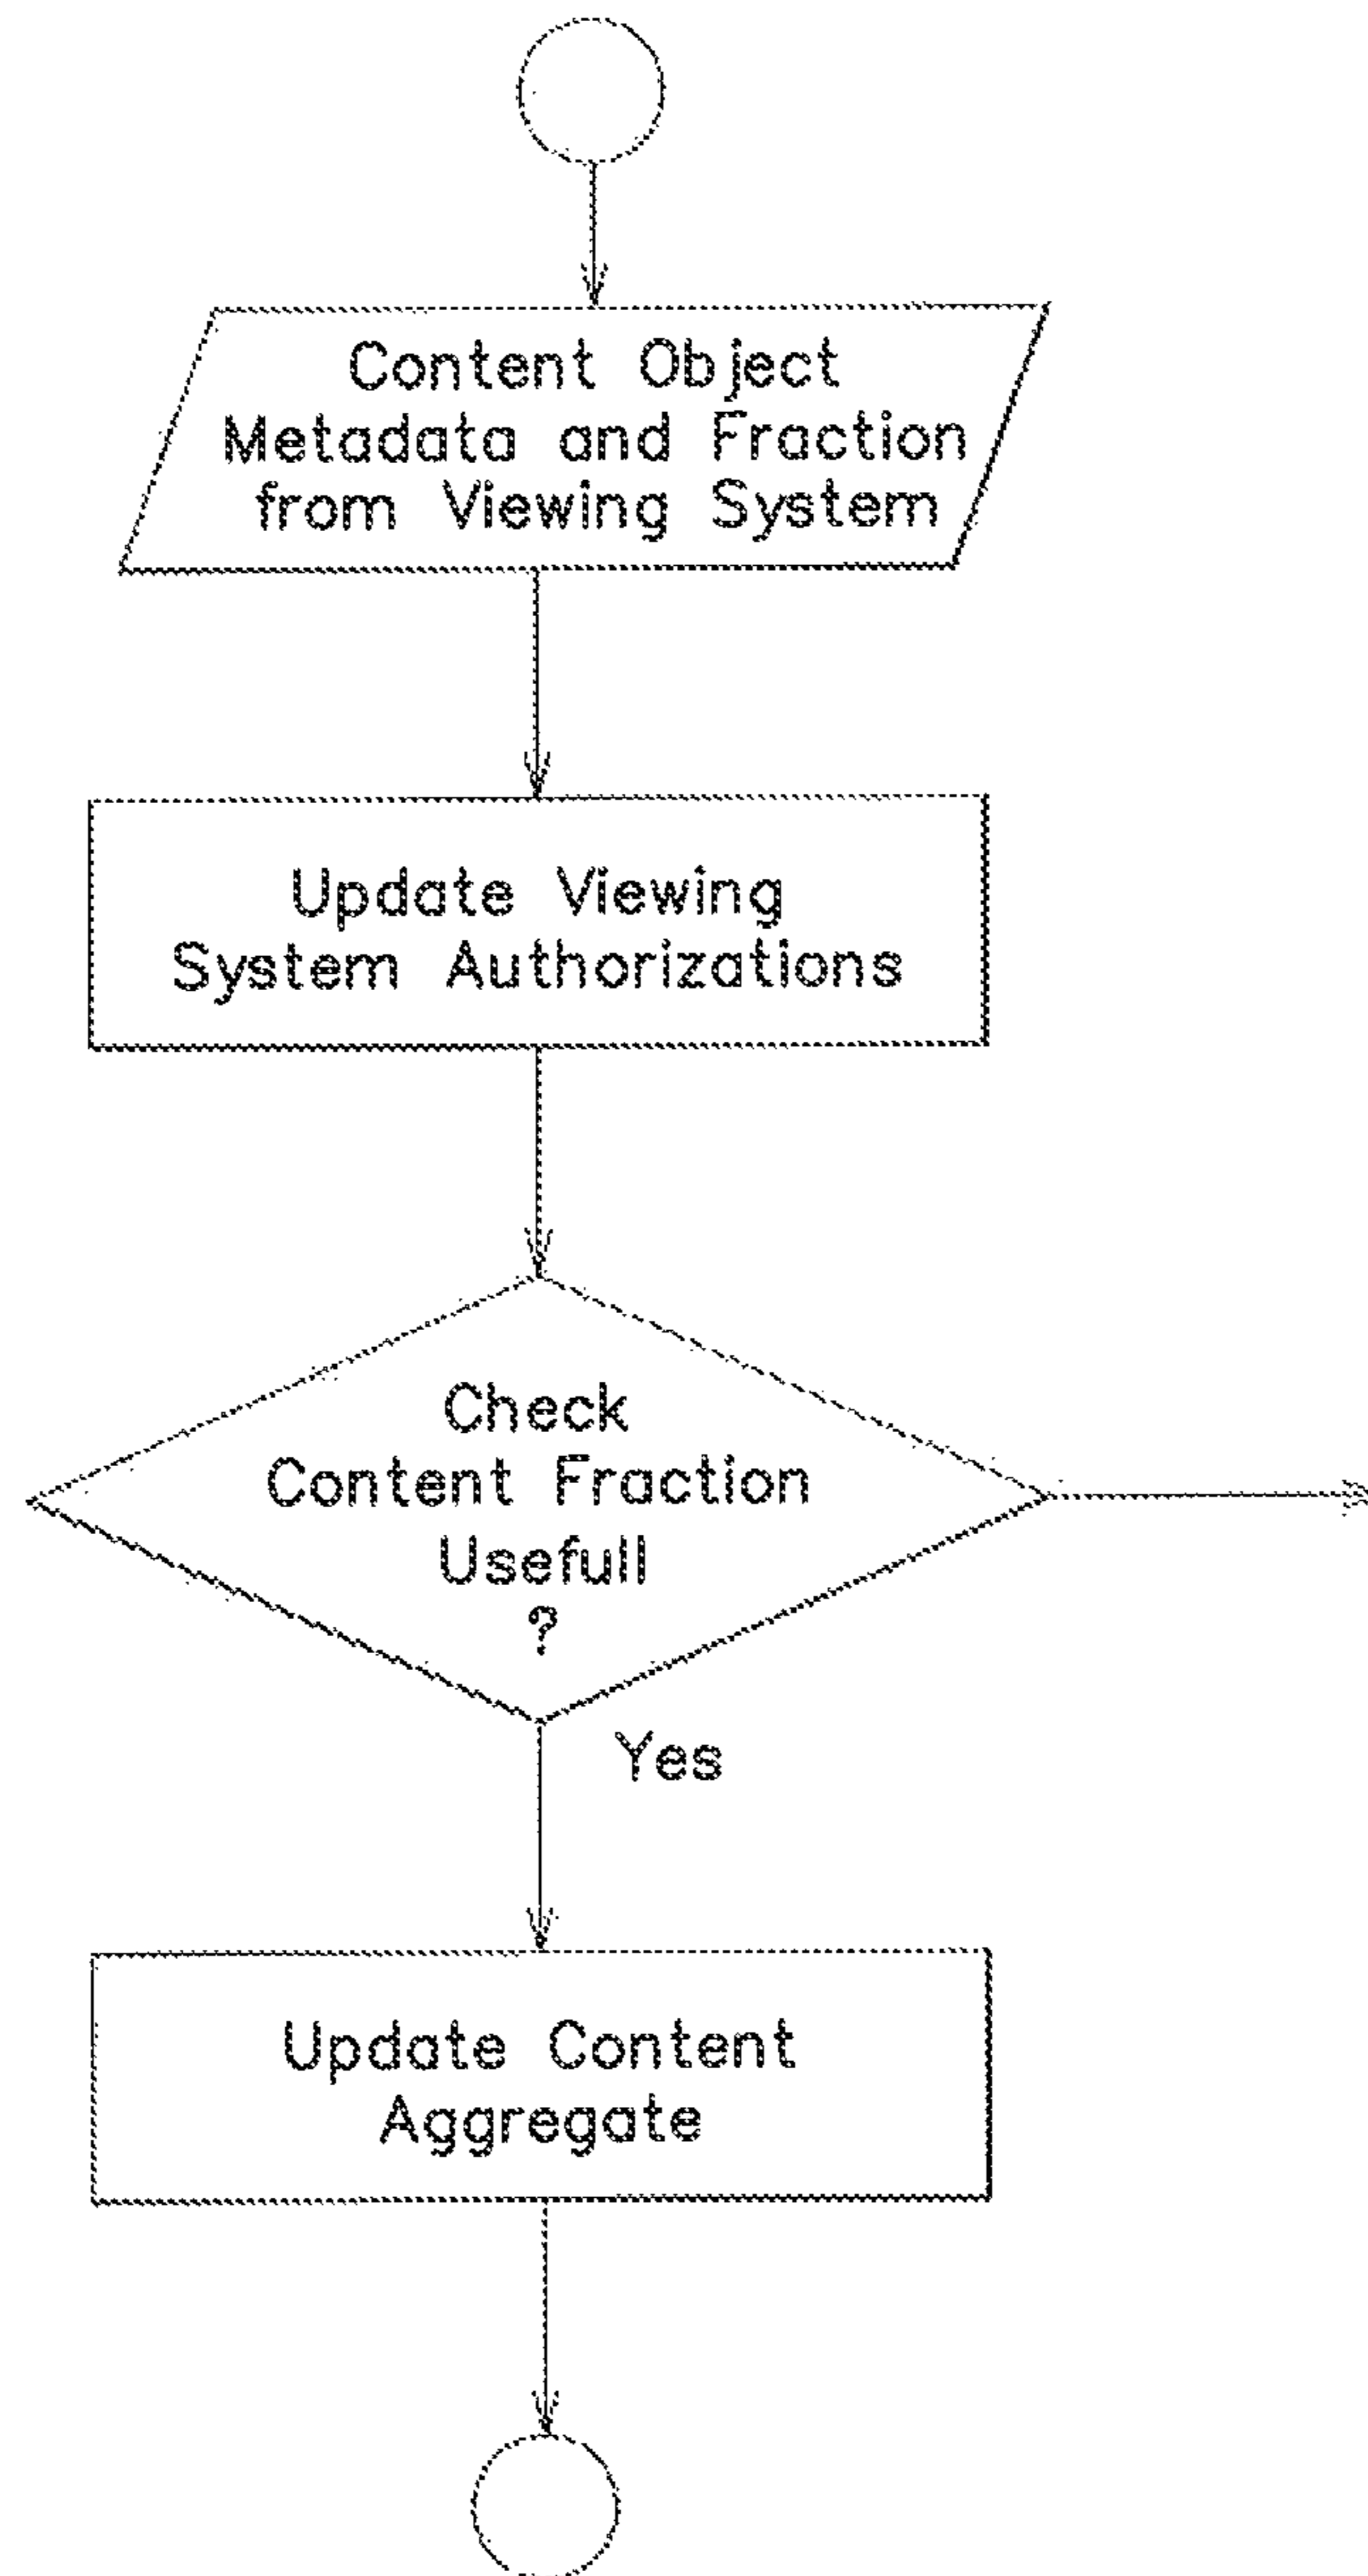 Content Object
Metadata and Fraction
from Viewing System
Update Viewing
System Authorizations
Check
Content Fraction
Usefull
?
Yes
Update Content
Aggregate